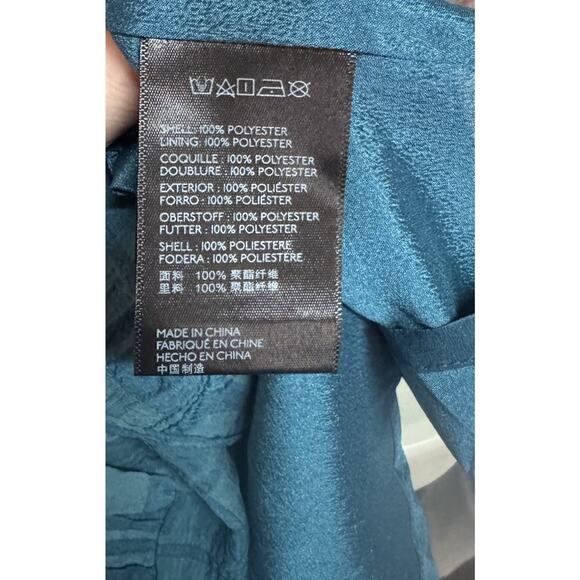 SHELL: 100% POLYESTER
LINING: 100% POLYESTER
COQUILLE : 100% POLYESTER
DOUBLURE : 100% POLYESTER
EXTERIOR : 100% POLIÉSTER
FORRO : 100% POLIÉSTER
OBERSTOFF : 100% POLYESTER
FUTTER : 100% POLYESTER
SHELL : 100% POLIESTERE
FODERA : 100% POLIESTERE
面料 100% 聚酯纤维
里料 100% 聚酯纤维
MADE IN CHINA
FABRIQUÉ EN CHINE
HECHO EN CHINA
中国制造